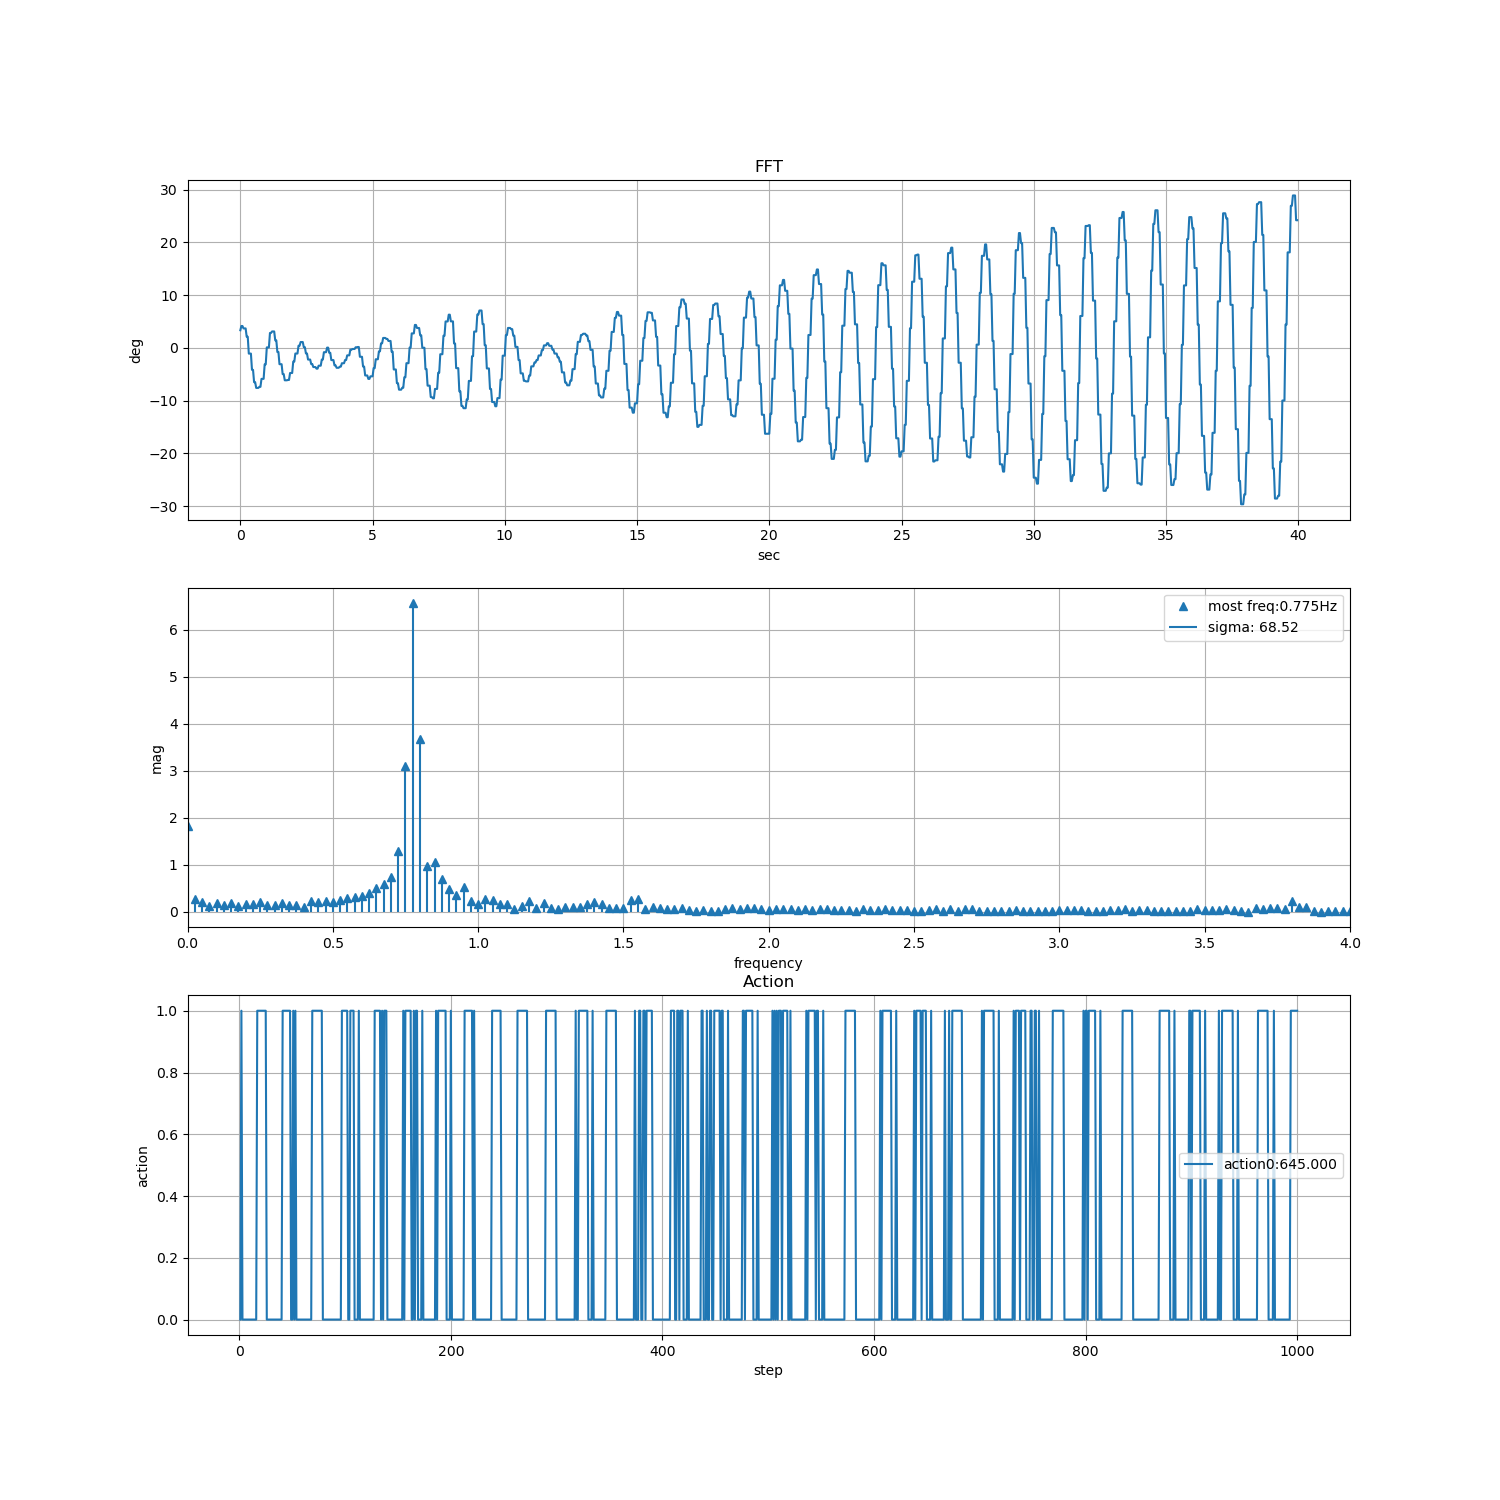 FFT
30
20
10
0
−10
−20
−30
deg
0 5 10 15 20 25 30 35 40
sec
most freq:0.775Hz
sigma: 68.52
6
5
4
3
2
1
0
mag
0.0 0.5 1.0 1.5 2.0 2.5 3.0 3.5 4.0
frequency
Action
1.0
0.8
0.6
0.4
0.2
0.0
action
action0:645.000
0 200 400 600 800 1000
step